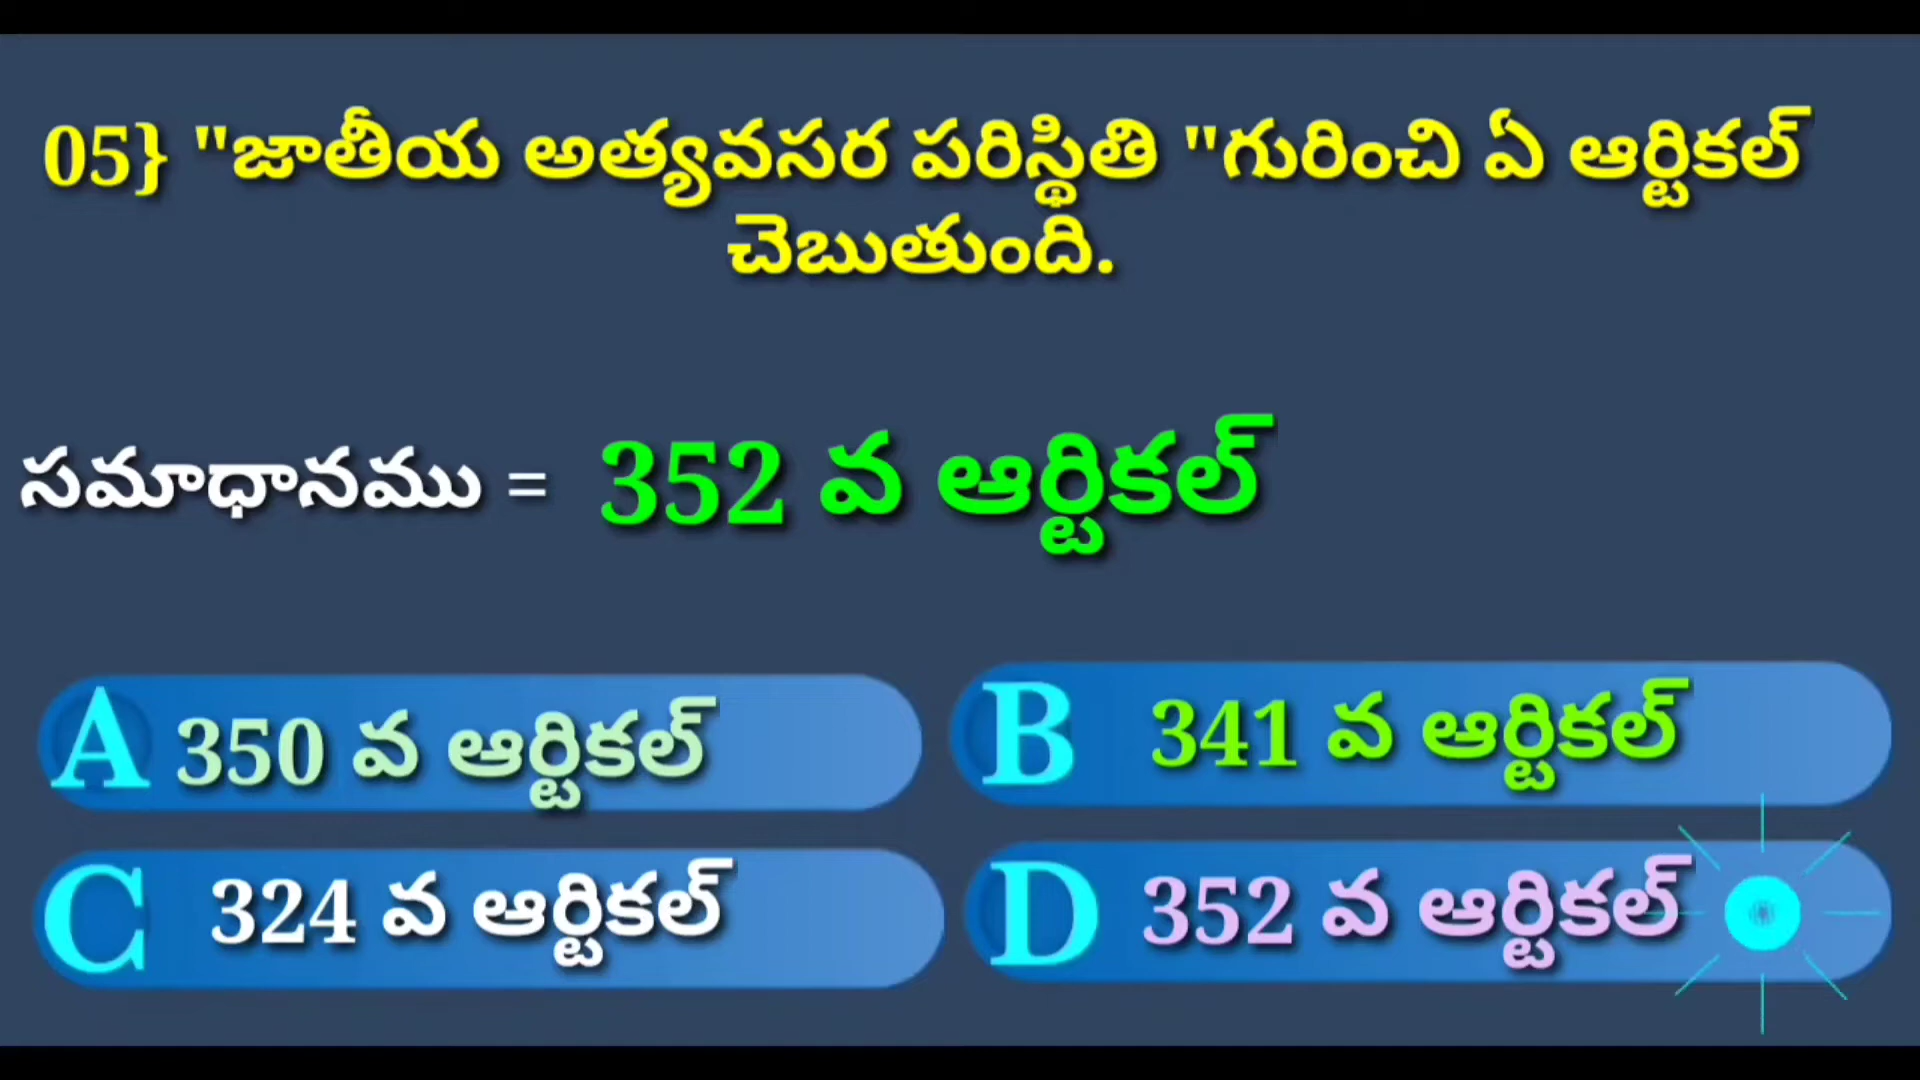 05} "జాతీయ అత్యవసర పరిస్థితి "గురించి ఏ ఆర్టికల్
చెబుతుంది.
సమాధానము = 352 వ ఆర్టికల్
A 350 వ ఆర్టికల్
B 341 వ ఆర్టికల్
C 324 వ ఆర్టికల్
D 352 వ ఆర్టికల్